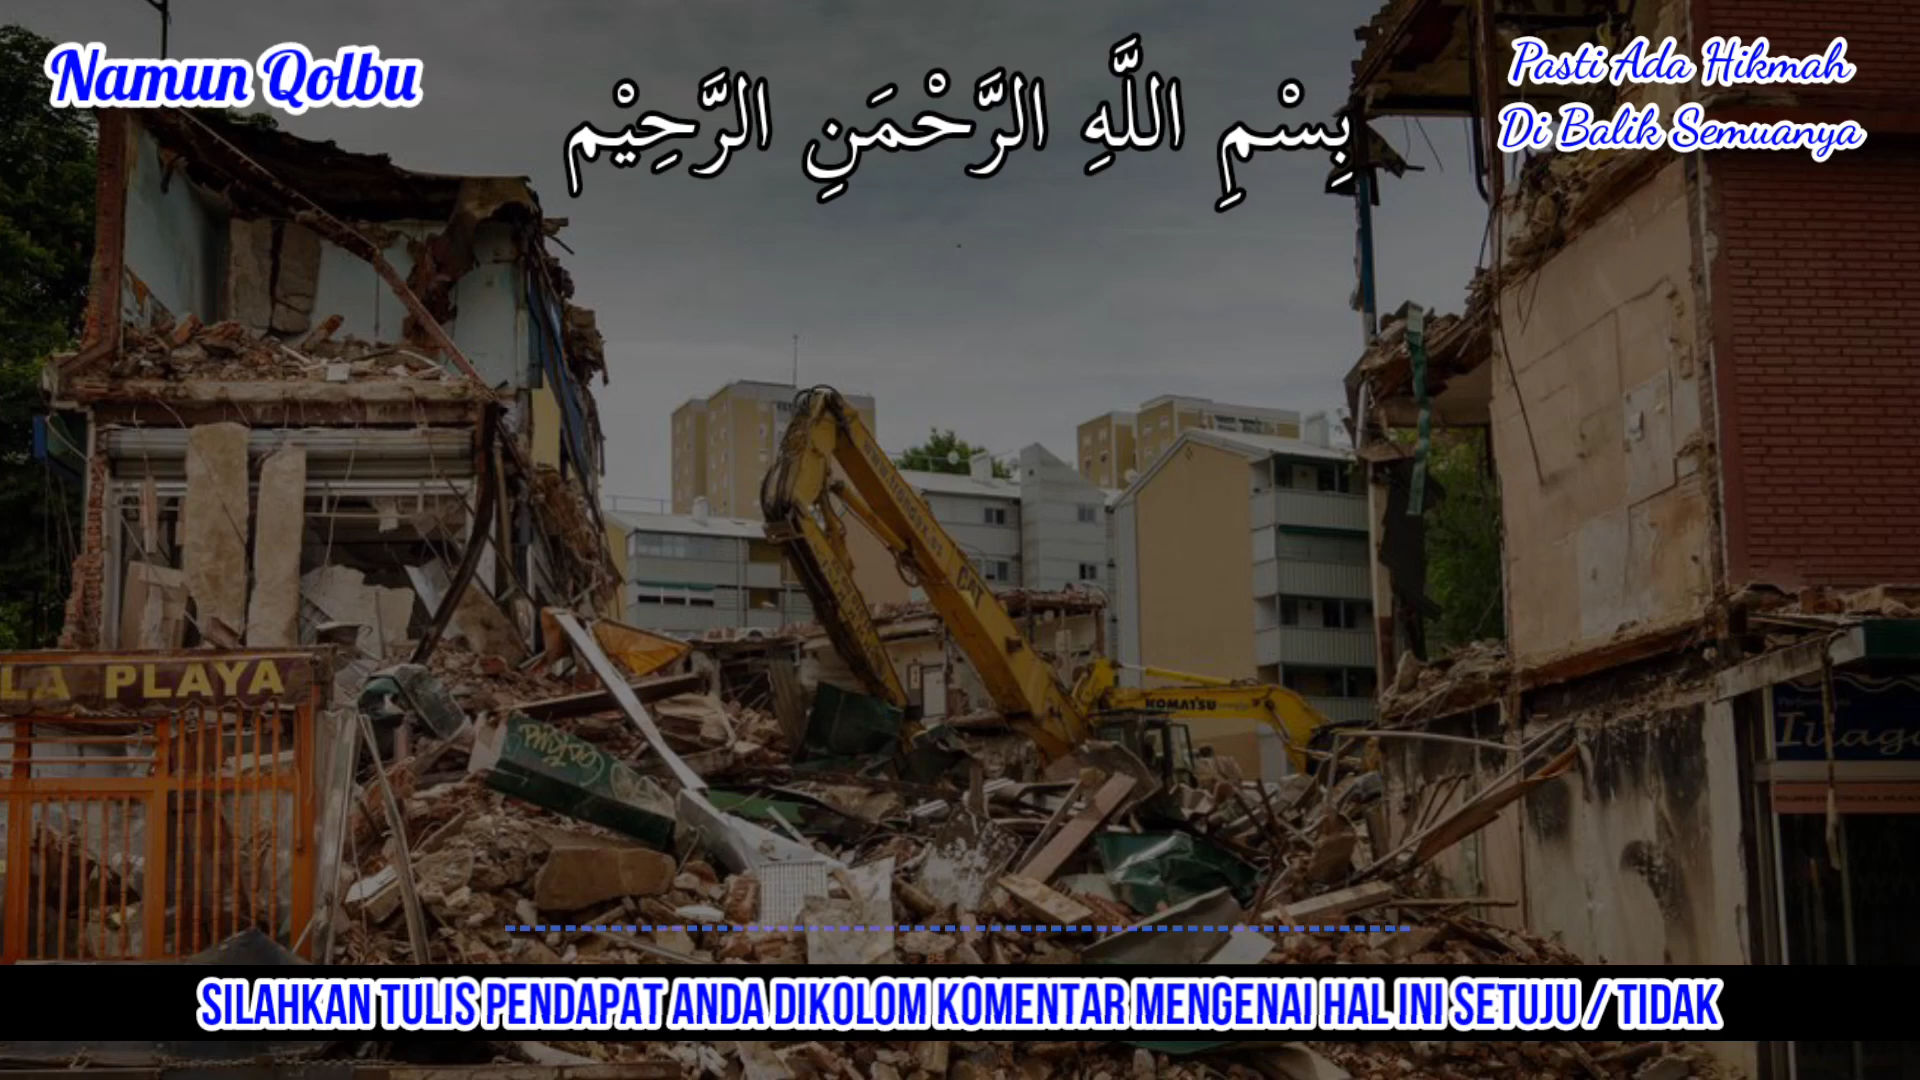 Namun Qolbu
Pasti Ada Hikmah
Di Balik Semuanya
بِسْمِ اللَّهِ الرَّحْمَنِ الرَّحِيْمِ
LA PLAYA
CAT
KOMATSU
SILAHKAN TULIS PENDAPAT ANDA DIKOLOM KOMENTAR MENGENAI HAL INI SETUJU / TIDAK